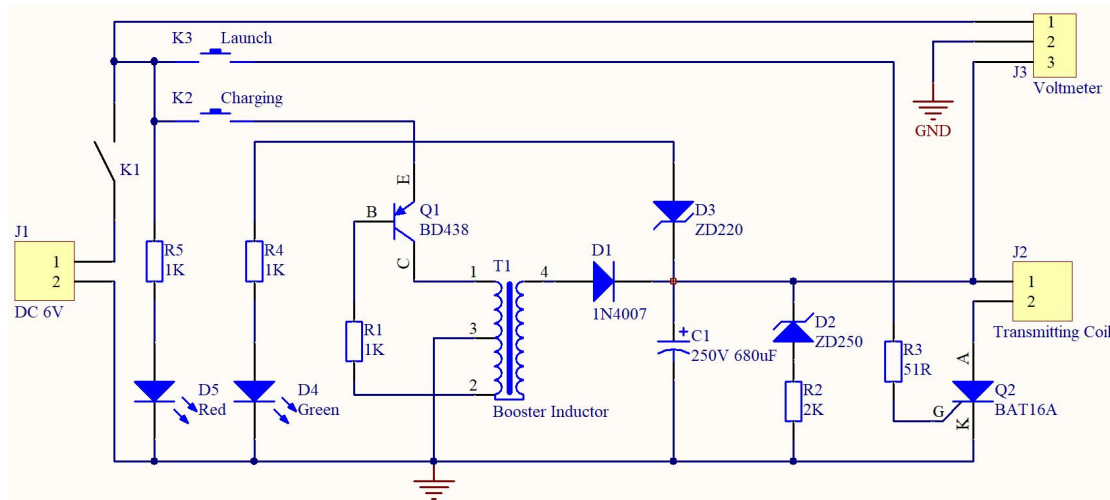 K3 Launch
K2 Charging
1
2
3
J3
Voltmeter
GND
K1
E
B
Q1
BD438
C
D3
ZD220
J1
1
2
DC 6V
R5
1K
R4
1K
T1
1
4
3
2
D1
1N4007
J2
1
2
Transmitting Coil
R1
1K
C1
250V 680uF
D2
ZD250
R3
51R
A
D5
Red
D4
Green
Booster Inductor
R2
2K
G
Q2
BAT16A
K